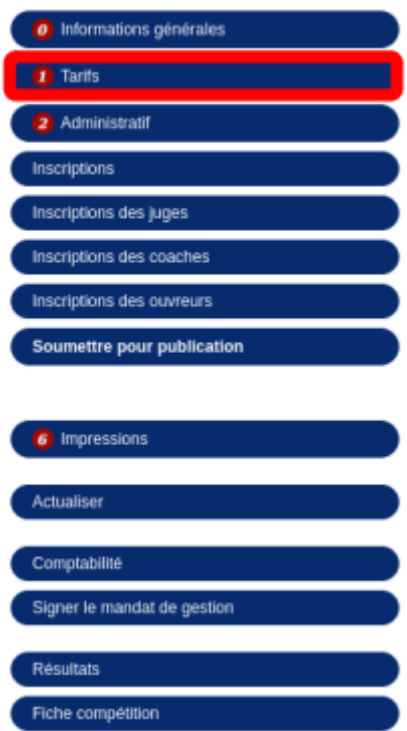 0 Informations générales
1 Tarifs
2 Administratif
Inscriptions
Inscriptions des juges
Inscriptions des coaches
Inscriptions des ouvreurs
Soumettre pour publication
6 Impressions
Actualiser
Comptabilité
Signer le mandat de gestion
Résultats
Fiche compétition